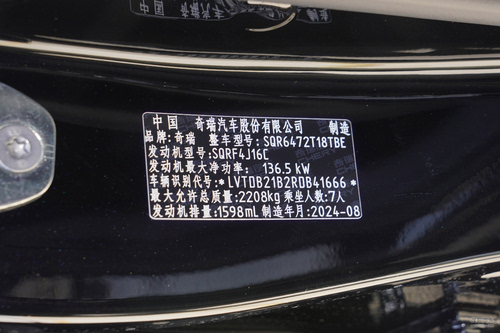 中国 奇瑞汽车股份有限公司 制造
品牌:奇瑞 整车型号:SQR6472T18TBE
发动机型号:SQRF4J16C
发动机最大净功率: 136.5 kW
车辆识别代号:*LVTDB21B2RDB41666*
最大允许总质量:2208kg 乘坐人数:7人
发动机排量:1598mL 制造年月:2024-08